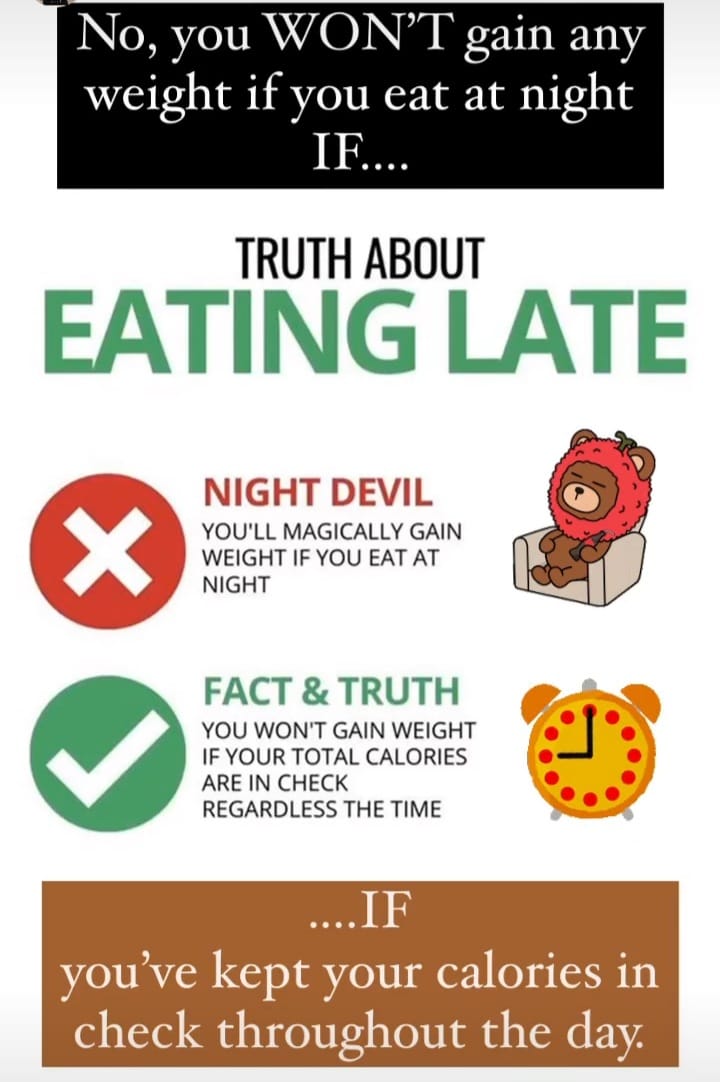 No, you WON’T gain any
weight if you eat at night
IF....
TRUTH ABOUT
EATING LATE
NIGHT DEVIL
YOU'LL MAGICALLY GAIN
WEIGHT IF YOU EAT AT
NIGHT
FACT & TRUTH
YOU WON'T GAIN WEIGHT
IF YOUR TOTAL CALORIES
ARE IN CHECK
REGARDLESS THE TIME
....IF
you’ve kept your calories in
check throughout the day.